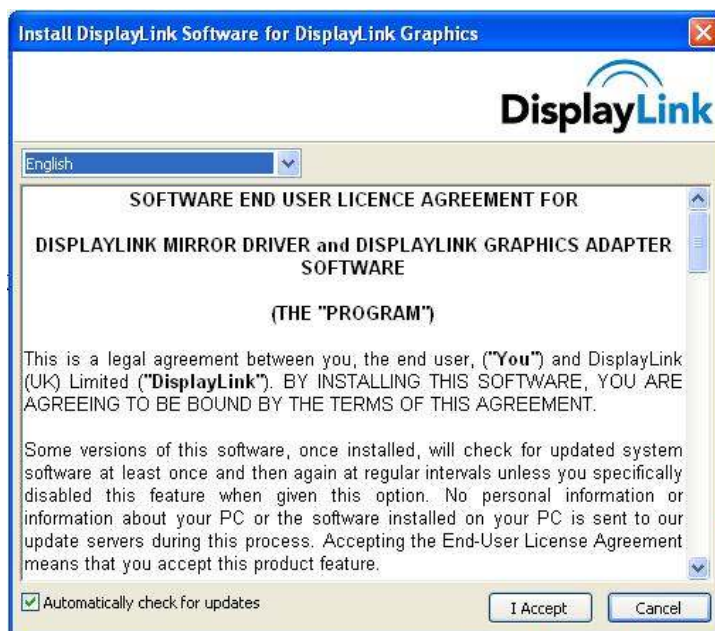 Install DisplayLink Software for DisplayLink Graphics
DisplayLink
English
SOFTWARE END USER LICENCE AGREEMENT FOR
DISPLAYLINK MIRROR DRIVER and DISPLAYLINK GRAPHICS ADAPTER
SOFTWARE
(THE "PROGRAM")
This is a legal agreement between you, the end user, ("You") and DisplayLink
(UK) Limited ("DisplayLink"). BY INSTALLING THIS SOFTWARE, YOU ARE
AGREEING TO BE BOUND BY THE TERMS OF THIS AGREEMENT.
Some versions of this software, once installed, will check for updated system
software at least once and then again at regular intervals unless you specifically
disabled this feature when given this option. No personal information or
information about your PC or the software installed on your PC is sent to our
update servers during this process. Accepting the End-User License Agreement
means that you accept this product feature.
Automatically check for updates
I Accept
Cancel